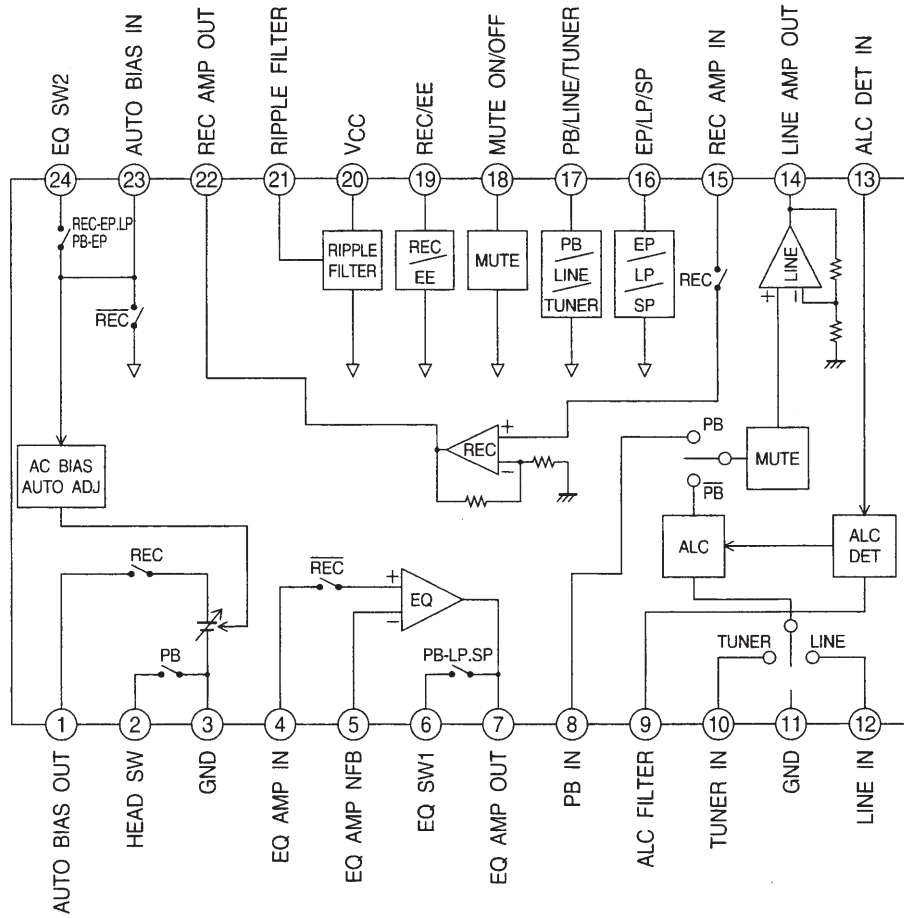 EQ SW2
AUTO BIAS IN
REC AMP OUT
RIPPLE FILTER
VCC
REC/EE
MUTE ON/OFF
PB/LINE/TUNER
EP/LP/SP
REC AMP IN
LINE AMP OUT
ALC DET IN
24
23
22
21
20
19
18
17
16
15
14
13
REC-EP.LP
PB-EP
REC
RIPPLE
FILTER
REC
EE
MUTE
PB
LINE
TUNER
EP
LP
SP
REC
LINE
+
−
AC BIAS
AUTO ADJ
REC
+
−
PB
PB
MUTE
ALC
ALC
DET
REC
REC
+
−
EQ
PB
PB-LP.SP
TUNER
LINE
1
2
3
4
5
6
7
8
9
10
11
12
AUTO BIAS OUT
HEAD SW
GND
EQ AMP IN
EQ AMP NFB
EQ SW1
EQ AMP OUT
PB IN
ALC FILTER
TUNER IN
GND
LINE IN